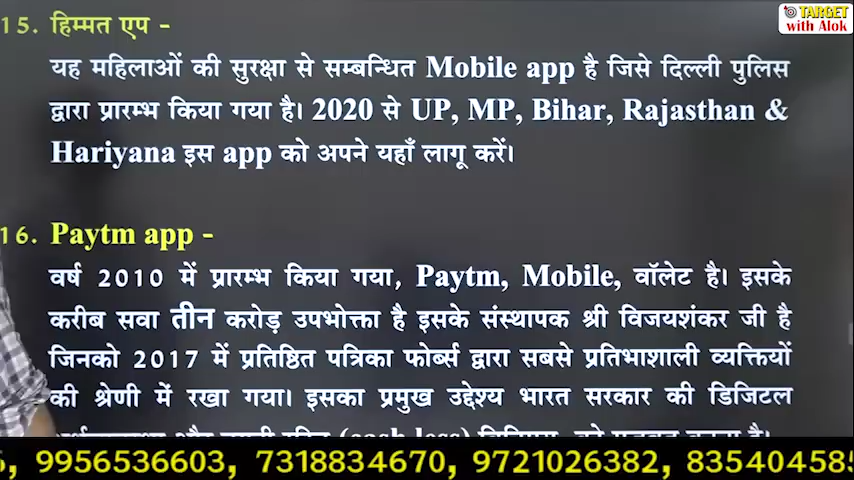 TARGET
with Alok
15. हिम्मत एप -
यह महिलाओं की सुरक्षा से सम्बन्धित Mobile app है जिसे दिल्ली पुलिस
द्वारा प्रारम्भ किया गया है। 2020 से UP, MP, Bihar, Rajasthan &
Hariyana इस app को अपने यहाँ लागू करें।
16. Paytm app -
वर्ष 2010 में प्रारम्भ किया गया, Paytm, Mobile, वॉलेट है। इसके
करीब सवा तीन करोड़ उपभोक्ता है इसके संस्थापक श्री विजयशंकर जी है
जिनको 2017 में प्रतिष्ठित पत्रिका फोर्ब्स द्वारा सबसे प्रतिभाशाली व्यक्तियों
की श्रेणी में रखा गया। इसका प्रमुख उद्देश्य भारत सरकार की डिजिटल
(cash less)
, 9956536603, 7318834670, 9721026382, 835404585